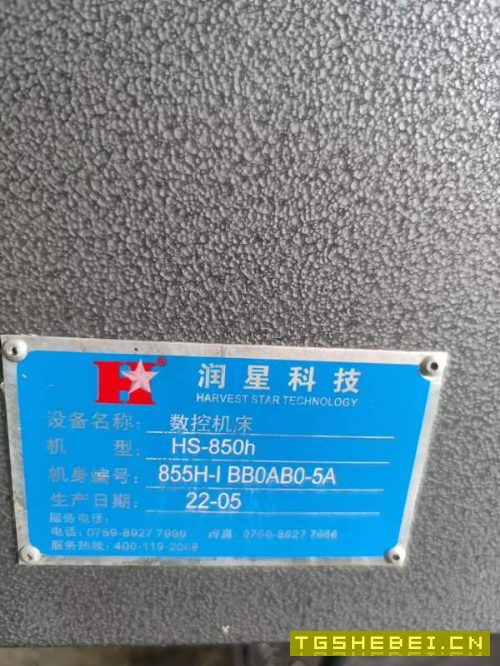 H®
润星科技
HARVEST STAR TECHNOLOGY
设备名称: 数控机床
机 型 HS-850h
机身编号: 855H-I BB0AB0-5A
生产日期: 22-05
服务电话:
电话: 0769-8927 7999 传真: 0769-8927 7666
服务热线: 400-119-2068
TGSHEBEI.CN